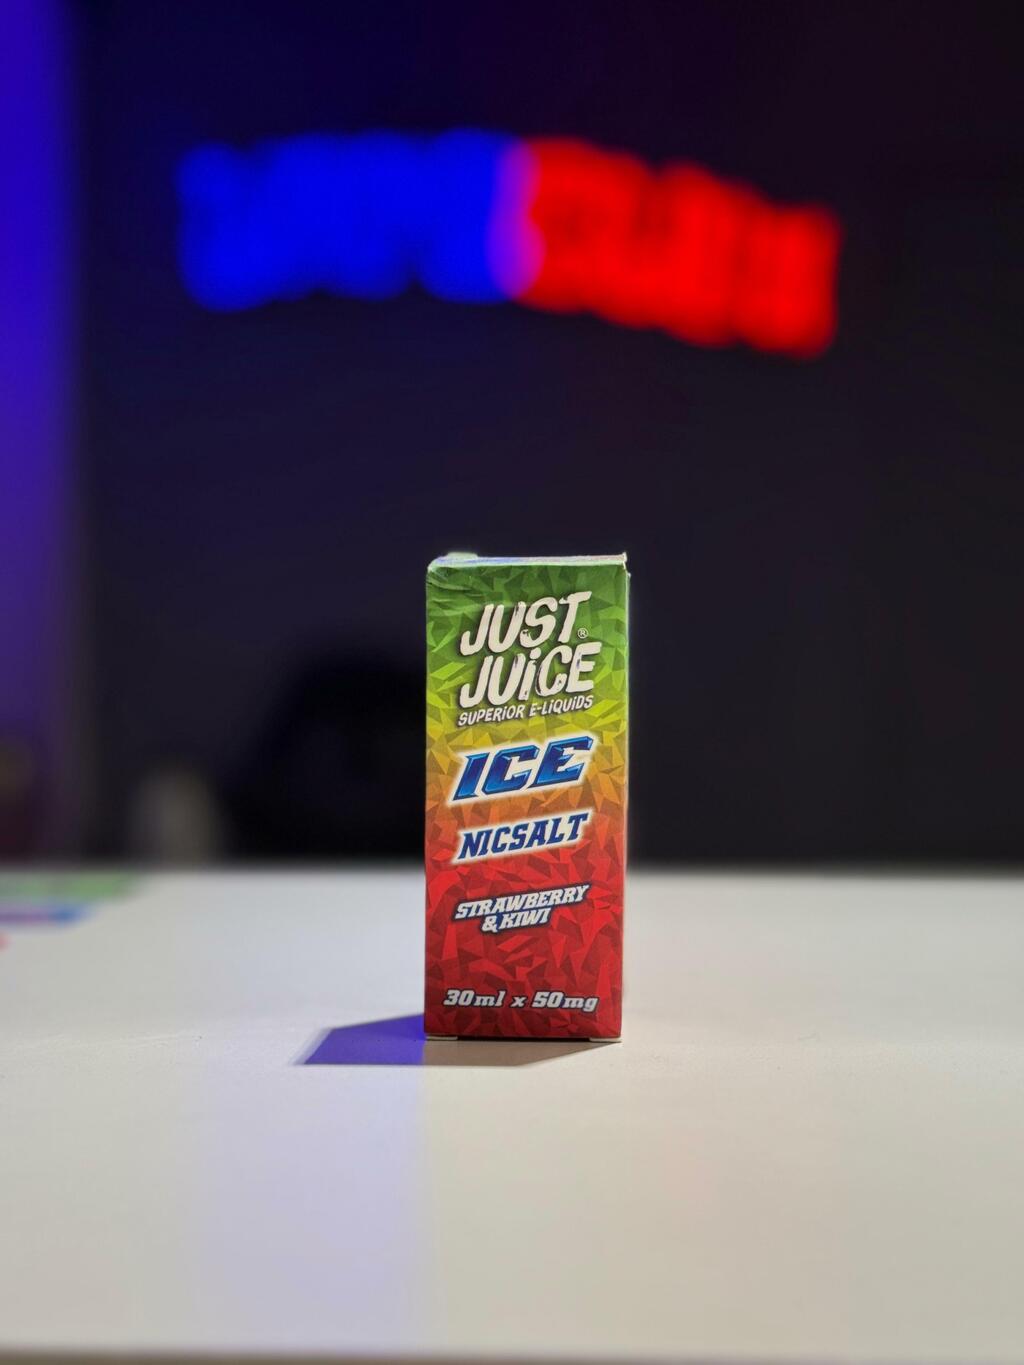 JUST
JUiCE®
SUPERiOR E-LiQUiDS
ICE
NICSALT
STRAWBERRY
& KIWI
30ml x 50mg